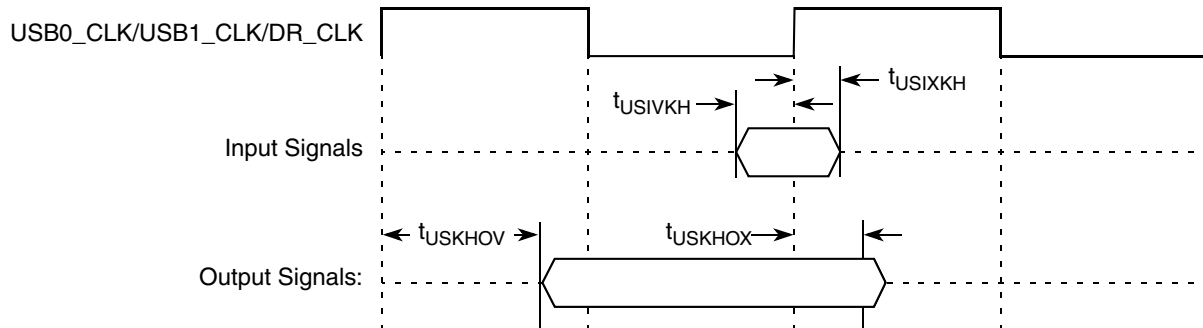 USB0_CLK/USB1_CLK/DR_CLK
tUSIXKH
tUSIVKH
Input Signals
tUSKHOV
tUSKHOX
Output Signals: